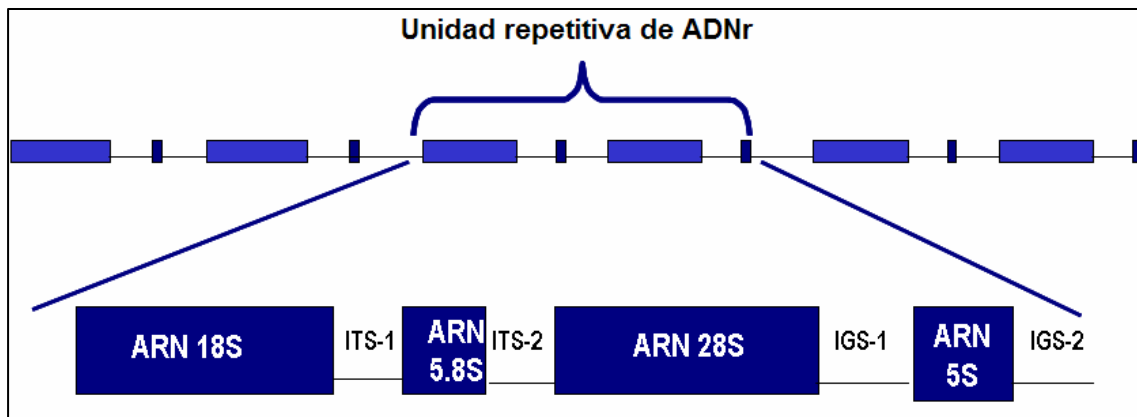 Unidad repetitiva de ADNr
ARN 18S
ITS-1
ARN
5.8S
ITS-2
ARN 28S
IGS-1
ARN
5S
IGS-2